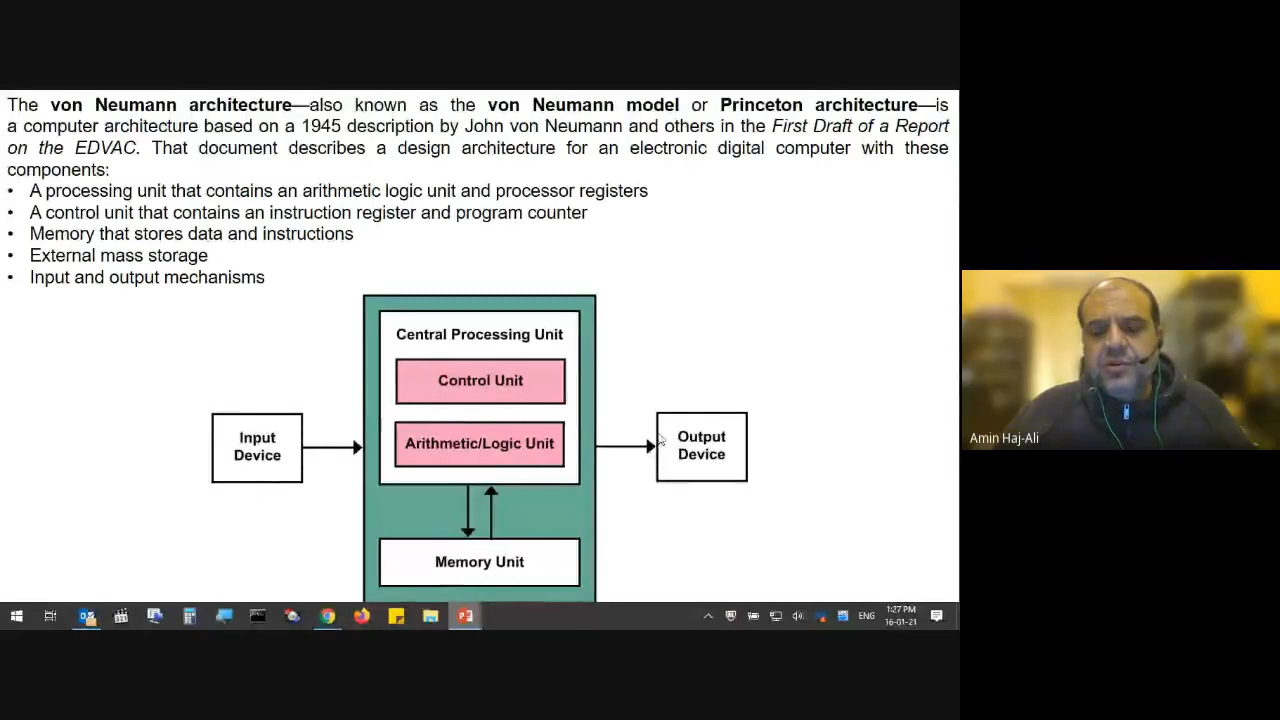 The von Neumann architecture—also known as the von Neumann model or Princeton architecture—is
a computer architecture based on a 1945 description by John von Neumann and others in the First Draft of a Report
on the EDVAC. That document describes a design architecture for an electronic digital computer with these
components:
• A processing unit that contains an arithmetic logic unit and processor registers
• A control unit that contains an instruction register and program counter
• Memory that stores data and instructions
• External mass storage
• Input and output mechanisms
Central Processing Unit
Control Unit
Arithmetic/Logic Unit
Input
Device
Output
Device
Memory Unit
Amin Haj-Ali
ENG
1:27 PM
16-01-21